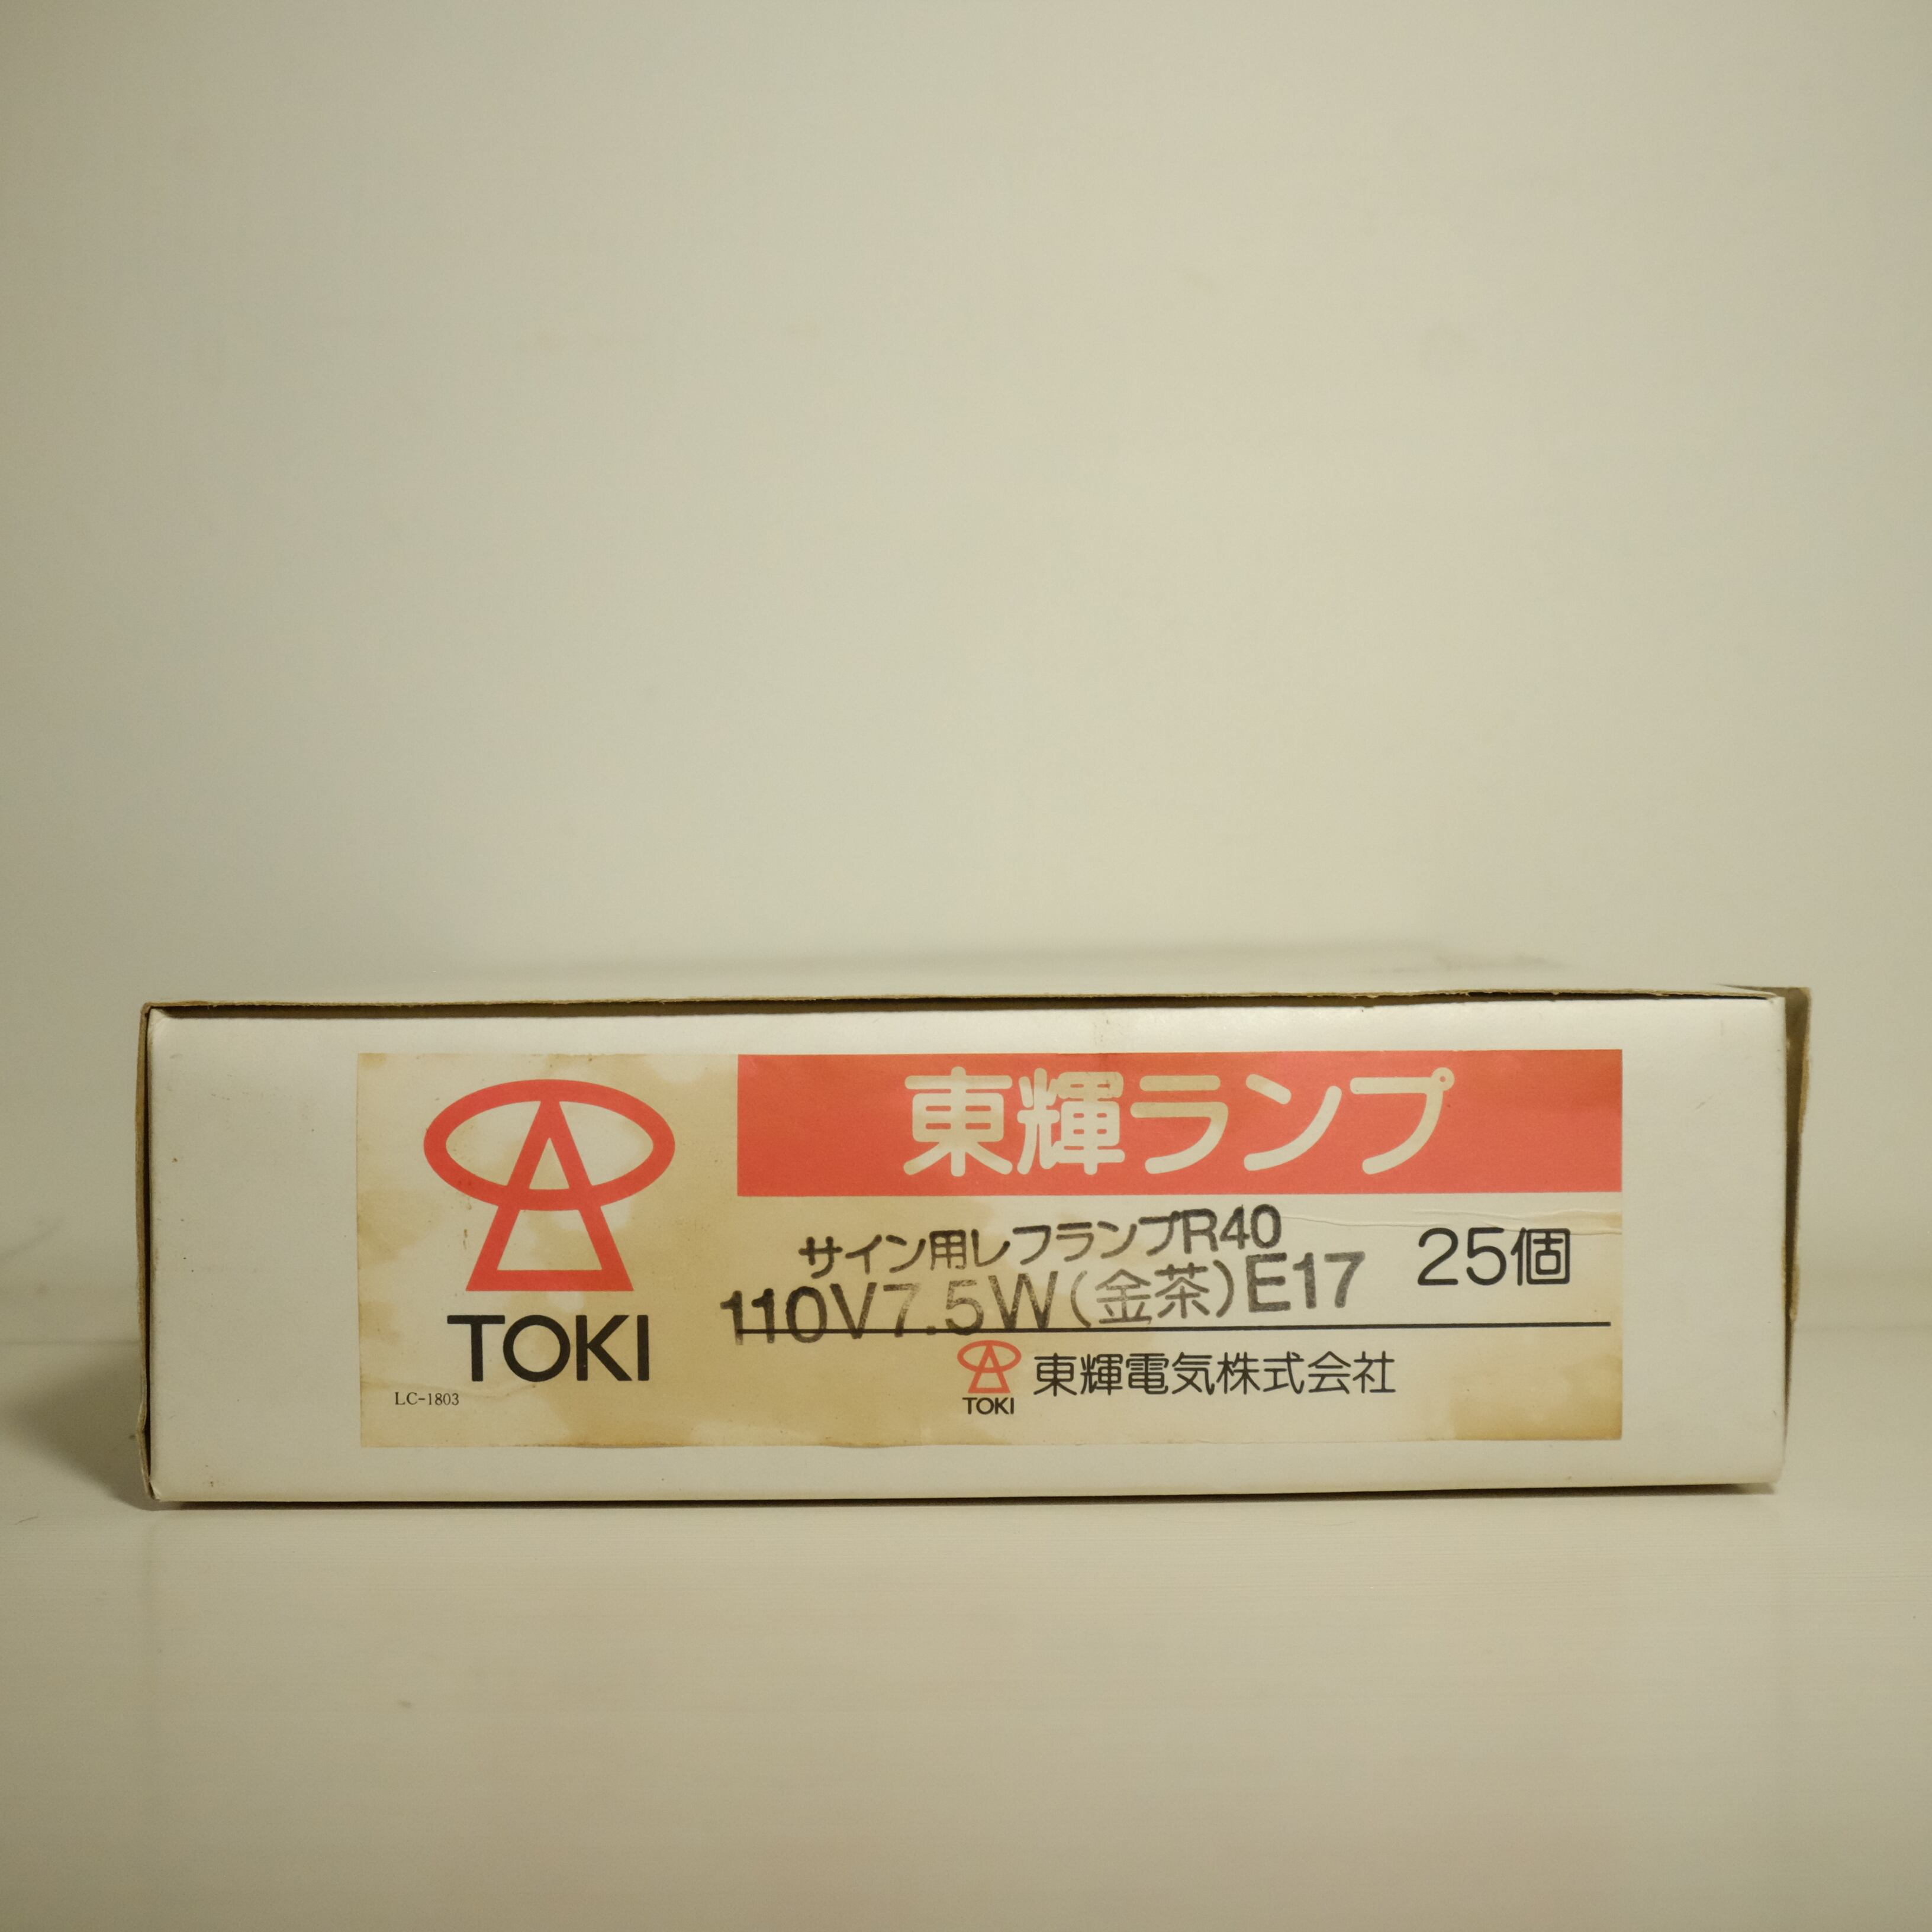 東輝ランプ
サイン用レフランプR40
110V7.5W(金茶)E17
25個
TOKI
LC-1803
TOKI
東輝電気株式会社